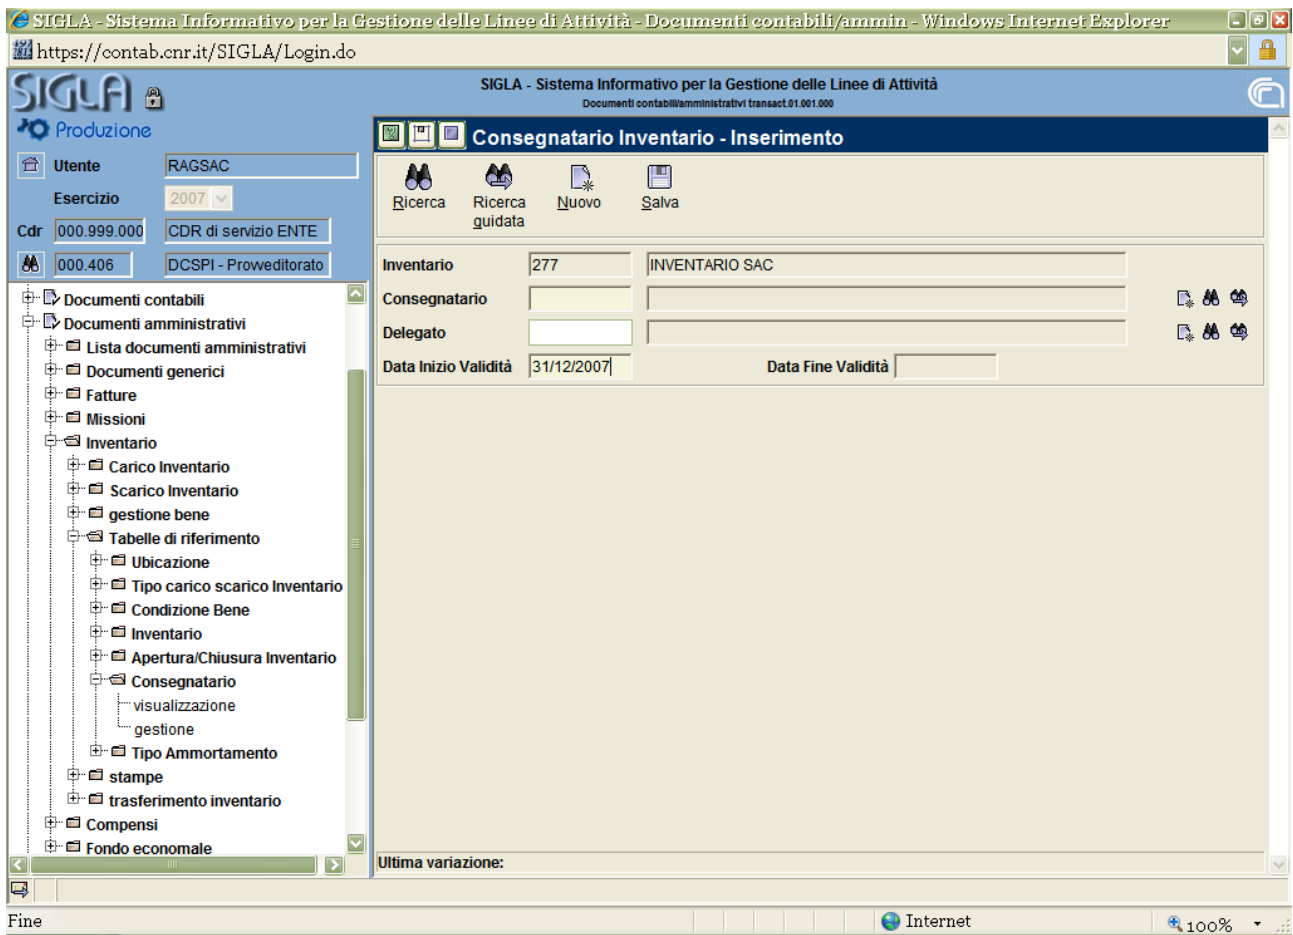 SIGLA - Sistema Informativo per la Gestione delle Linee di Attività - Documenti contabili/ammin - Windows Internet Explorer
https://contab.cnr.it/SIGLA/Login.do
SIGLA
SIGLA - Sistema Informativo per la Gestione delle Linee di Attività
Documenti contabili/amministrativi transact.01.001.000
Produzione
Utente RAGSAC
Esercizio 2007
Cdr 000.999.000 CDR di servizio ENTE
000.406 DCSPI - Provveditorato
Documenti contabili
Documenti amministrativi
Lista documenti amministrativi
Documenti generici
Fatture
Missioni
Inventario
Carico Inventario
Scarico Inventario
gestione bene
Tabelle di riferimento
Ubicazione
Tipo carico scarico Inventario
Condizione Bene
Inventario
Apertura/Chiusura Inventario
Consegnatario
visualizzazione
gestione
Tipo Ammortamento
stampe
trasferimento inventario
Compensi
Fondo economale
Consegnatario Inventario - Inserimento
Ricerca
Ricerca guidata
Nuovo
Salva
Inventario 277 INVENTARIO SAC
Consegnatario
Delegato
Data Inizio Validità 31/12/2007 Data Fine Validità
Ultima variazione:
Fine
Internet
100%